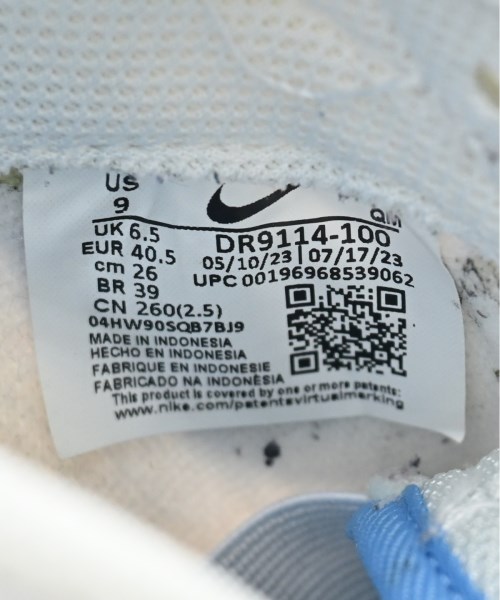 US
9
QM
UK 6.5
DR9114-100
EUR 40.5
05/10/23 | 07/17/23
cm 26
UPC 00196968539062
BR 39
CN 260(2.5)
04HW90SQB7BJ9
MADE IN INDONESIA
HECHO EN INDONESIA
FABRIQUE EN INDONESIE
FABRICADO NA INDONÉSIA
This product is covered by one or more patents:
www.nike.com/patentsvirtualmarking